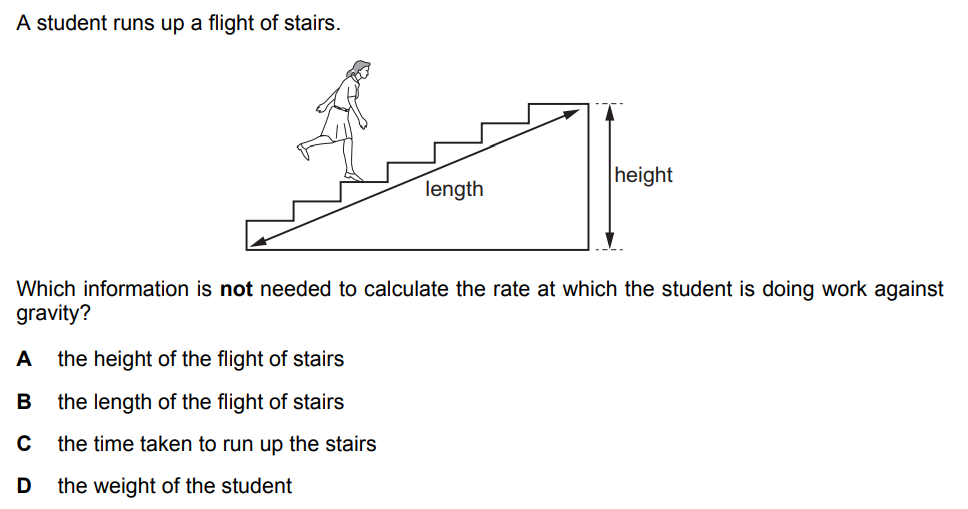 A student runs up a flight of stairs.
length
height
Which information is not needed to calculate the rate at which the student is doing work against
gravity?
A the height of the flight of stairs
B the length of the flight of stairs
C the time taken to run up the stairs
D the weight of the student